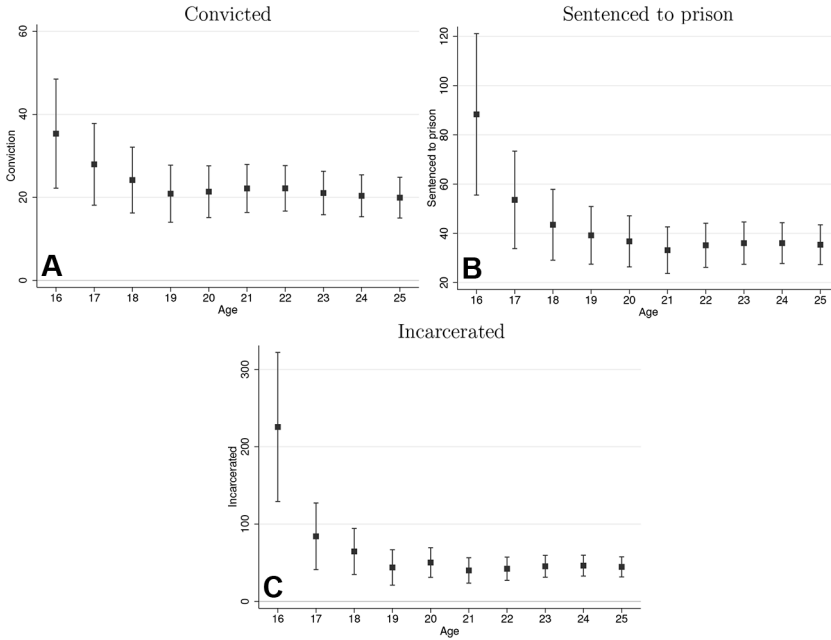 Convicted
60
40
20
0
Conviction
A
16 17 18 19 20 21 22 23 24 25
Age
Sentenced to prison
120
100
80
60
40
20
Sentenced to prison
B
16 17 18 19 20 21 22 23 24 25
Age
Incarcerated
300
200
100
0
Incarcerated
C
16 17 18 19 20 21 22 23 24 25
Age